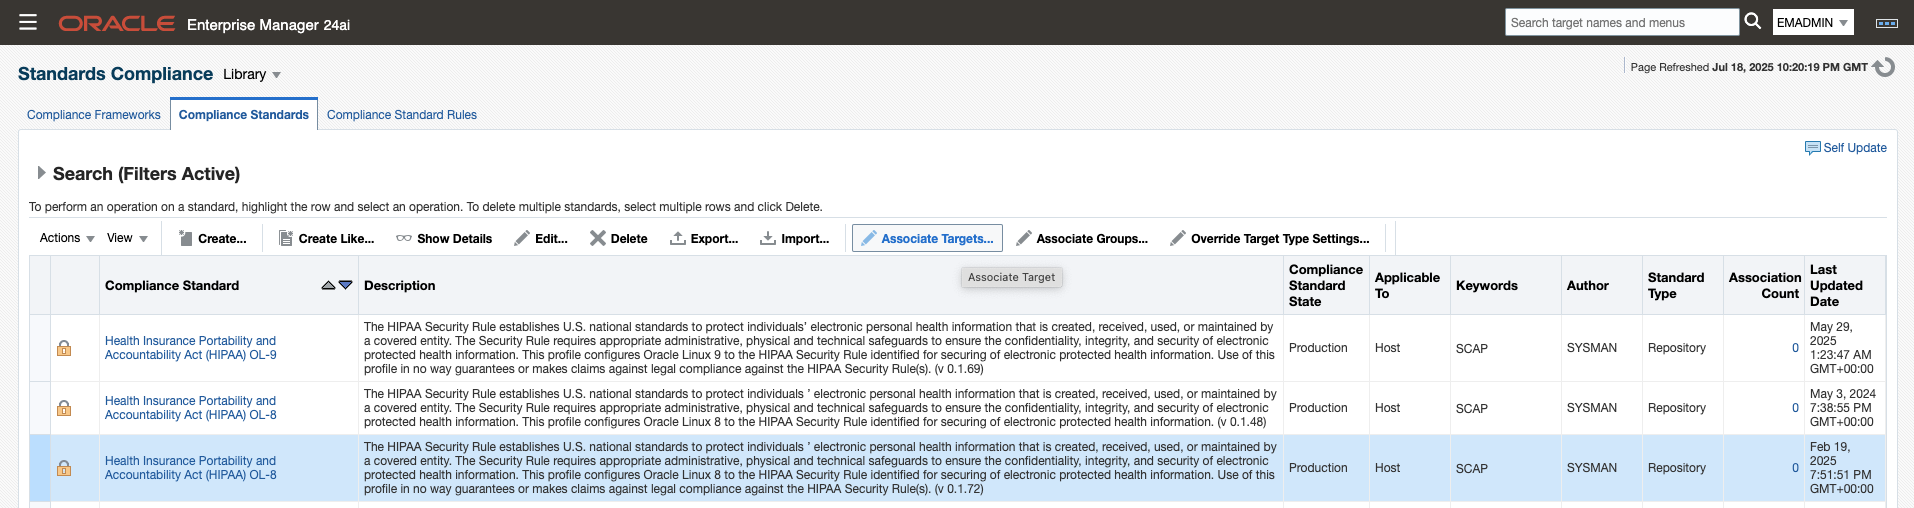 ORACLE Enterprise Manager 24ai
Search target names and menus
EMADMIN
Standards Compliance Library
Page Refreshed Jul 18, 2025 10:20:19 PM GMT
Compliance Frameworks Compliance Standards Compliance Standard Rules
Self Update
Search (Filters Active)
To perform an operation on a standard, highlight the row and select an operation. To delete multiple standards, select multiple rows and click Delete.
Actions View Create... Create Like... Show Details Edit... Delete Export... Import... Associate Targets... Associate Groups... Override Target Type Settings...
Associate Target
Compliance Standard
Description
Compliance
Standard
State
Applicable
To
Keywords
Author
Standard
Type
Association
Count
Last
Updated
Date
Health Insurance Portability and
Accountability Act (HIPAA) OL-9
The HIPAA Security Rule establishes U.S. national standards to protect individuals’ electronic personal health information that is created, received, used, or maintained by
a covered entity. The Security Rule requires appropriate administrative, physical and technical safeguards to ensure the confidentiality, integrity, and security of electronic
protected health information. This profile configures Oracle Linux 9 to the HIPAA Security Rule identified for securing of electronic protected health information. Use of this
profile in no way guarantees or makes claims against legal compliance against the HIPAA Security Rule(s). (v 0.1.69)
Production
Host
SCAP
SYSMAN
Repository
0
May 29,
2025
1:23:47 AM
GMT+00:00
Health Insurance Portability and
Accountability Act (HIPAA) OL-8
The HIPAA Security Rule establishes U.S. national standards to protect individuals ’ electronic personal health information that is created, received, used, or maintained by
a covered entity. The Security Rule requires appropriate administrative, physical and technical safeguards to ensure the confidentiality, integrity, and security of electronic
protected health information. This profile configures Oracle Linux 8 to the HIPAA Security Rule identified for securing of electronic protected health information. (v 0.1.48)
Production
Host
SCAP
SYSMAN
Repository
0
May 3, 2024
7:38:55 PM
GMT+00:00
Health Insurance Portability and
Accountability Act (HIPAA) OL-8
The HIPAA Security Rule establishes U.S. national standards to protect individuals ’ electronic personal health information that is created, received, used, or maintained by
a covered entity. The Security Rule requires appropriate administrative, physical and technical safeguards to ensure the confidentiality, integrity, and security of electronic
protected health information. This profile configures Oracle Linux 8 to the HIPAA Security Rule identified for securing of electronic protected health information. Use of this
profile in no way guarantees or makes claims against legal compliance against the HIPAA Security Rule(s). (v 0.1.72)
Production
Host
SCAP
SYSMAN
Repository
0
Feb 19,
2025
7:51:51 PM
GMT+00:00